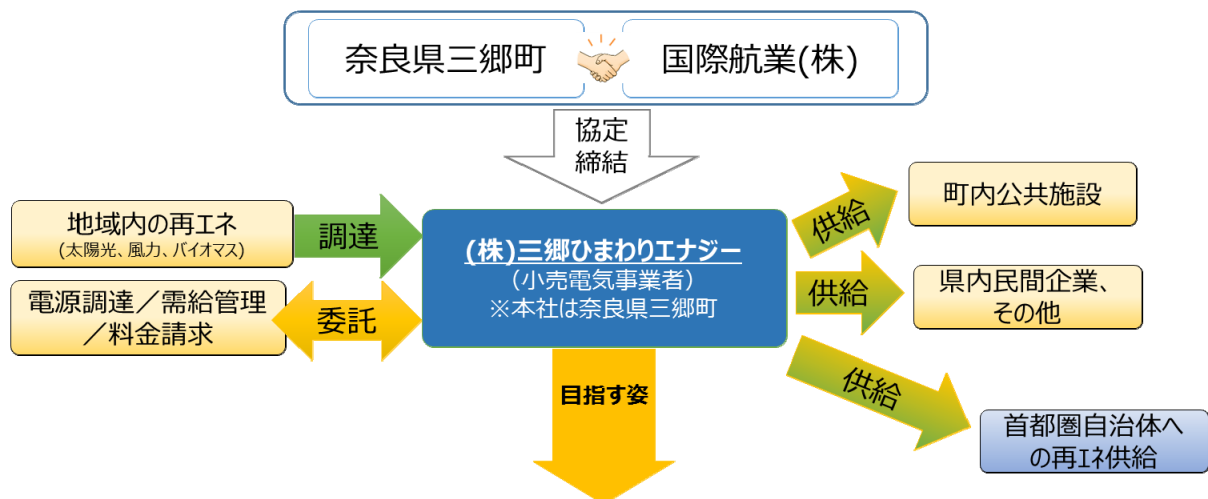 奈良県三郷町
国際航業(株)
協定
締結
地域内の再エネ
(太陽光、風力、バイオマス)
調達
電源調達／需給管理
／料金請求
委託
(株)三郷ひまわりエナジー
(小売電気事業者)
※本社は奈良県三郷町
供給
町内公共施設
供給
県内民間企業、
その他
供給
首都圏自治体へ
の再エネ供給
目指す姿